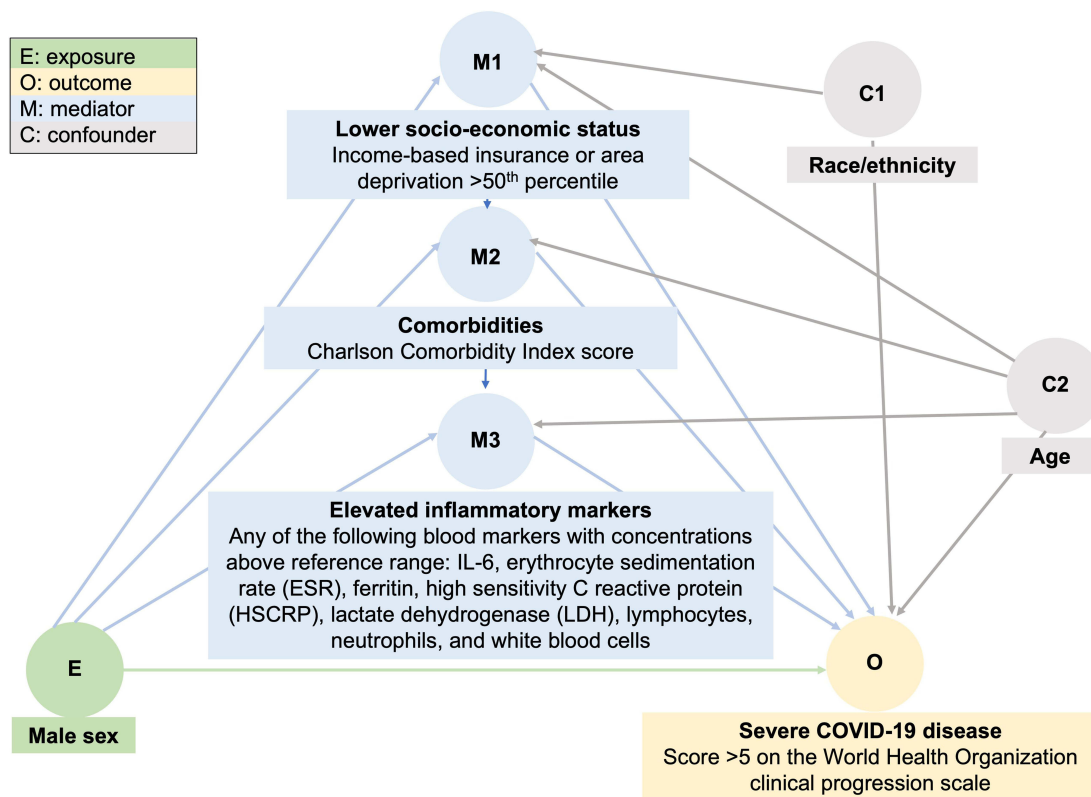 E: exposure
O: outcome
M: mediator
C: confounder
M1
Lower socio-economic status
Income-based insurance or area
deprivation >50th percentile
C1
Race/ethnicity
M2
Comorbidities
Charlson Comorbidity Index score
C2
Age
M3
Elevated inflammatory markers
Any of the following blood markers with concentrations
above reference range: IL-6, erythrocyte sedimentation
rate (ESR), ferritin, high sensitivity C reactive protein
(HSCRP), lactate dehydrogenase (LDH), lymphocytes,
neutrophils, and white blood cells
E
Male sex
O
Severe COVID-19 disease
Score >5 on the World Health Organization
clinical progression scale